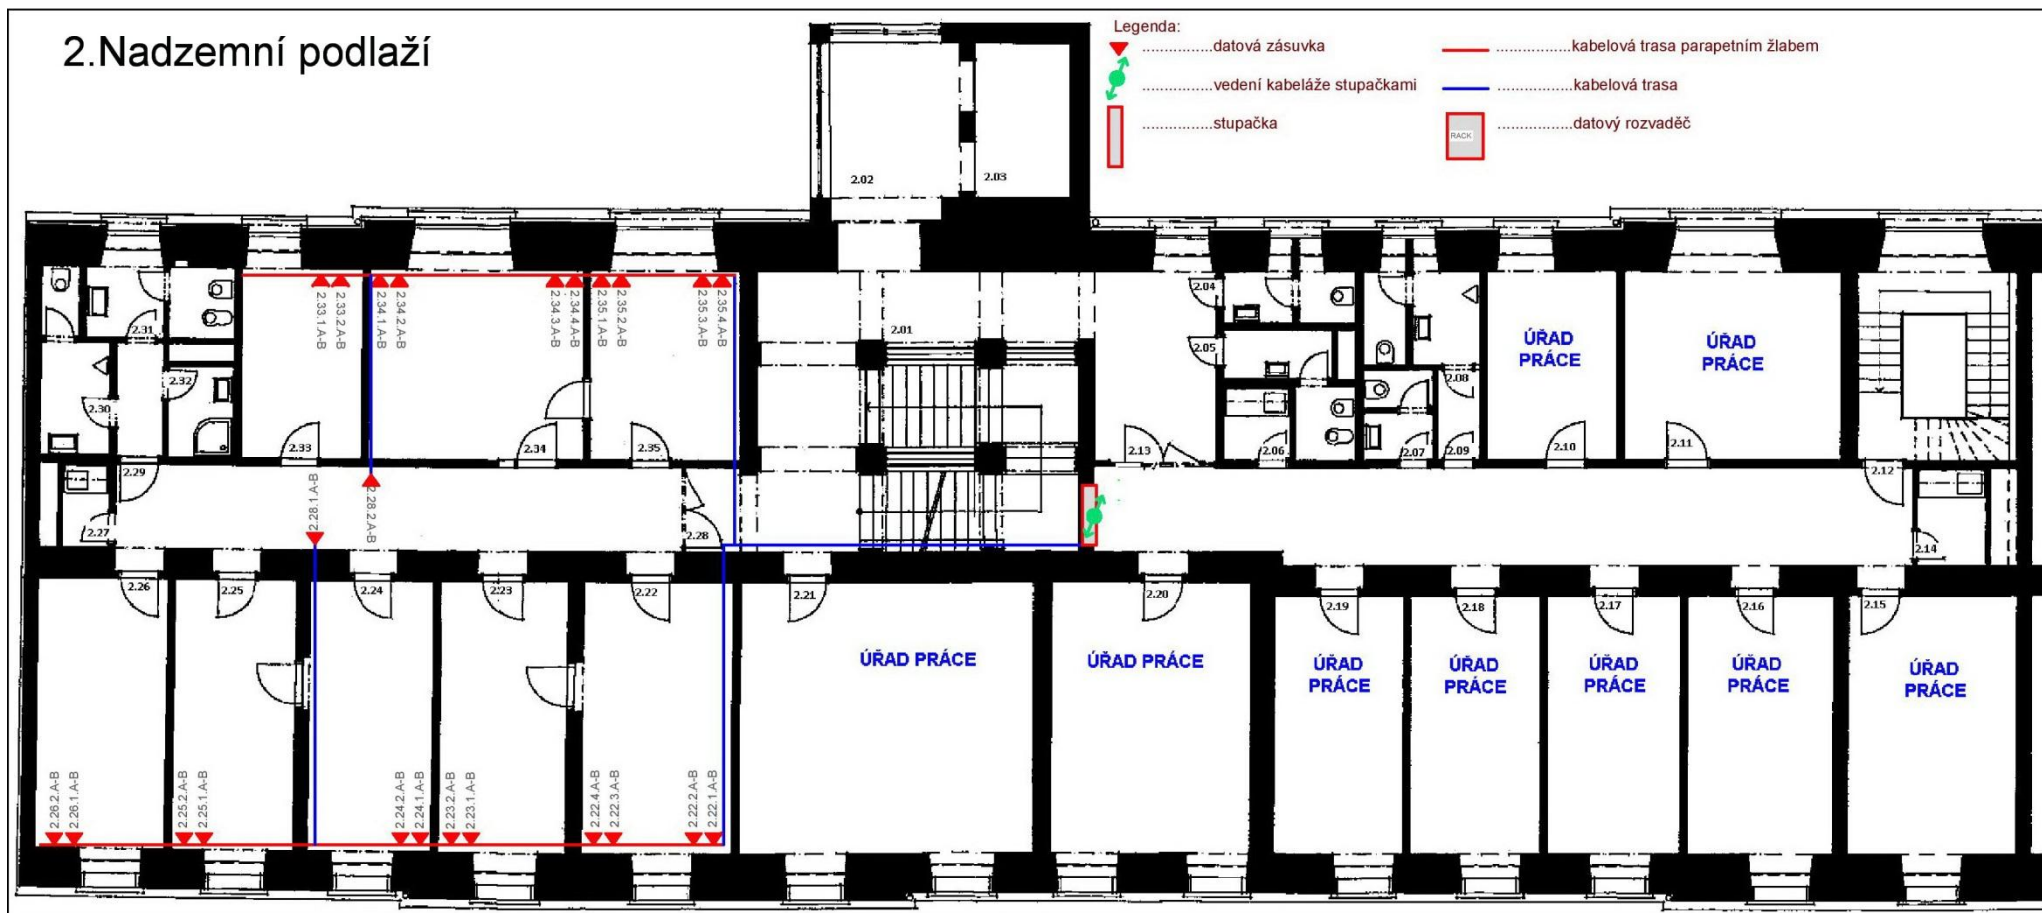 2.Nadzemní podlaží
Legenda:
................datová zásuvka
................vedení kabeláže stupačkami
................stupačka
..................kabelová trasa parapetním žlabem
..................kabelová trasa
RACK
..................datový rozvaděč
2.02
2.03
2.01
2.31
2.32
2.30
2.29
2.27
2.33
2.34
2.35
2.28
2.33.1.A-B
2.33.2.A-B
2.34.1.A-B
2.34.2.A-B
2.34.3.A-B
2.34.4.A-B
2.35.1.A-B
2.35.2.A-B
2.35.3.A-B
2.35.4.A-B
2.28.1.A-B
2.28.2.A-B
2.04
2.05
2.06
2.07
2.08
2.09
2.13
2.10
2.11
2.12
2.14
ÚŘAD
PRÁCE
ÚŘAD
PRÁCE
2.26
2.25
2.24
2.23
2.22
2.21
2.20
2.19
2.18
2.17
2.16
2.15
ÚŘAD PRÁCE
ÚŘAD PRÁCE
ÚŘAD
PRÁCE
ÚŘAD
PRÁCE
ÚŘAD
PRÁCE
ÚŘAD
PRÁCE
ÚŘAD
PRÁCE
2.26.2.A-B
2.26.1.A-B
2.25.2.A-B
2.25.1.A-B
2.24.2.A-B
2.24.1.A-B
2.23.2.A-B
2.23.1.A-B
2.22.4.A-B
2.22.3.A-B
2.22.2.A-B
2.22.1.A-B